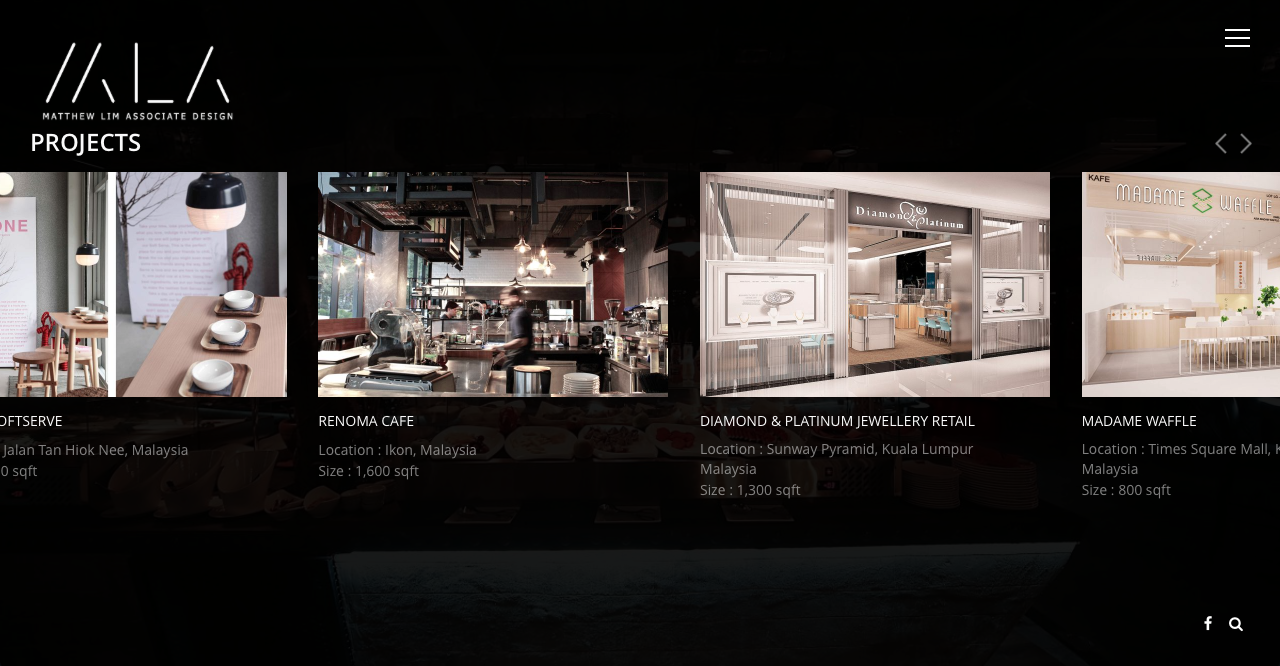 MALA
MATTHEW LIM ASSOCIATE DESIGN
PROJECTS
ONE
KAFE
Diamond & Platinum
MADAME WAFFLE
OFTSERVE
Jalan Tan Hiok Nee, Malaysia
0 sqft
RENOMA CAFE
Location : Ikon, Malaysia
Size : 1,600 sqft
DIAMOND & PLATINUM JEWELLERY RETAIL
Location : Sunway Pyramid, Kuala Lumpur
Malaysia
Size : 1,300 sqft
MADAME WAFFLE
Location : Times Square Mall, K
Malaysia
Size : 800 sqft